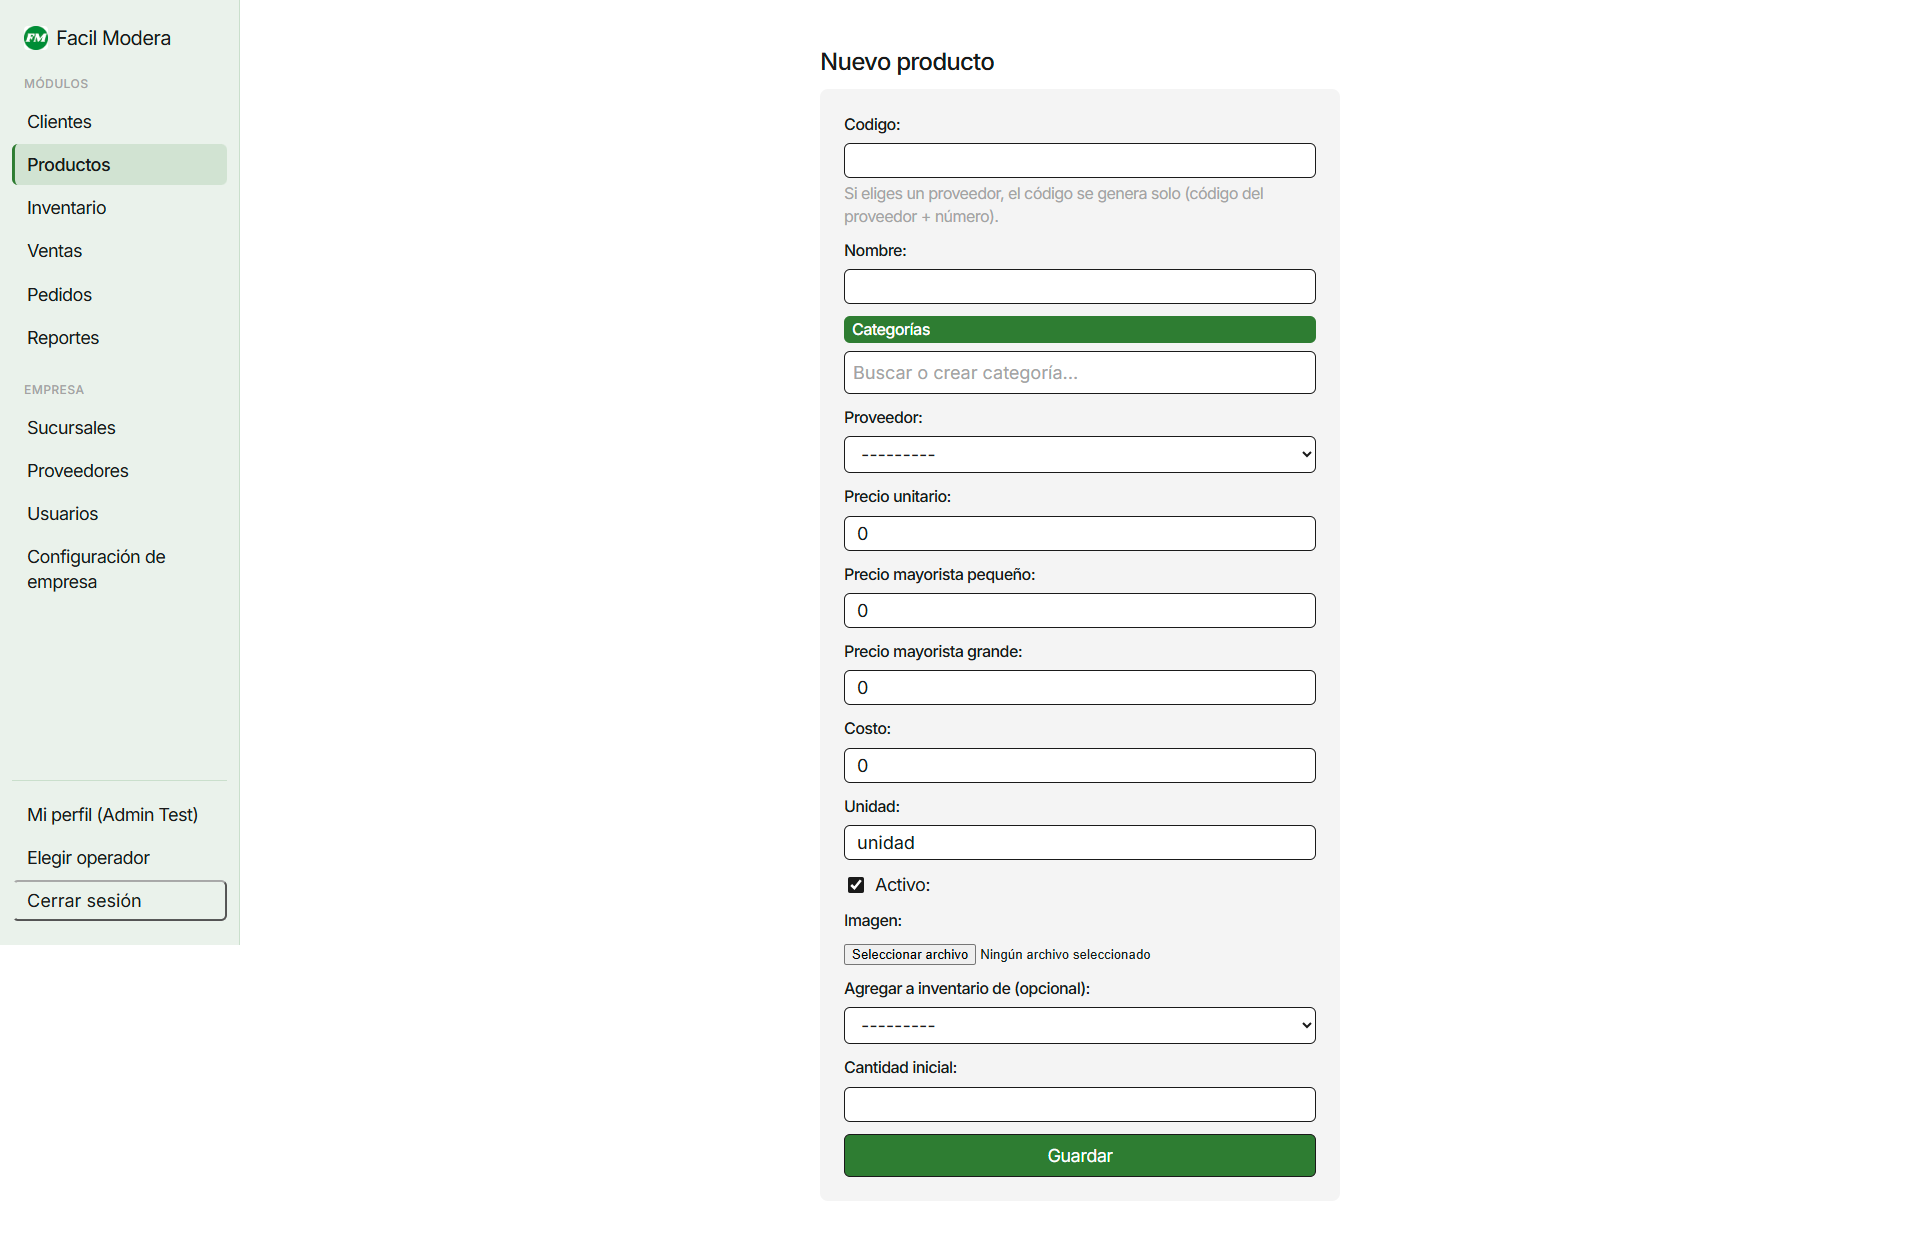 FM Facil Modera
MÓDULOS
Clientes
Productos
Inventario
Ventas
Pedidos
Reportes
EMPRESA
Sucursales
Proveedores
Usuarios
Configuración de
empresa
Mi perfil (Admin Test)
Elegir operador
Cerrar sesión
Nuevo producto
Codigo:
Si eliges un proveedor, el código se genera solo (código del
proveedor + número).
Nombre:
Categorías
Buscar o crear categoría...
Proveedor:
---------
Precio unitario:
0
Precio mayorista pequeño:
0
Precio mayorista grande:
0
Costo:
0
Unidad:
unidad
Activo:
Imagen:
Seleccionar archivo Ningún archivo seleccionado
Agregar a inventario de (opcional):
---------
Cantidad inicial:
Guardar